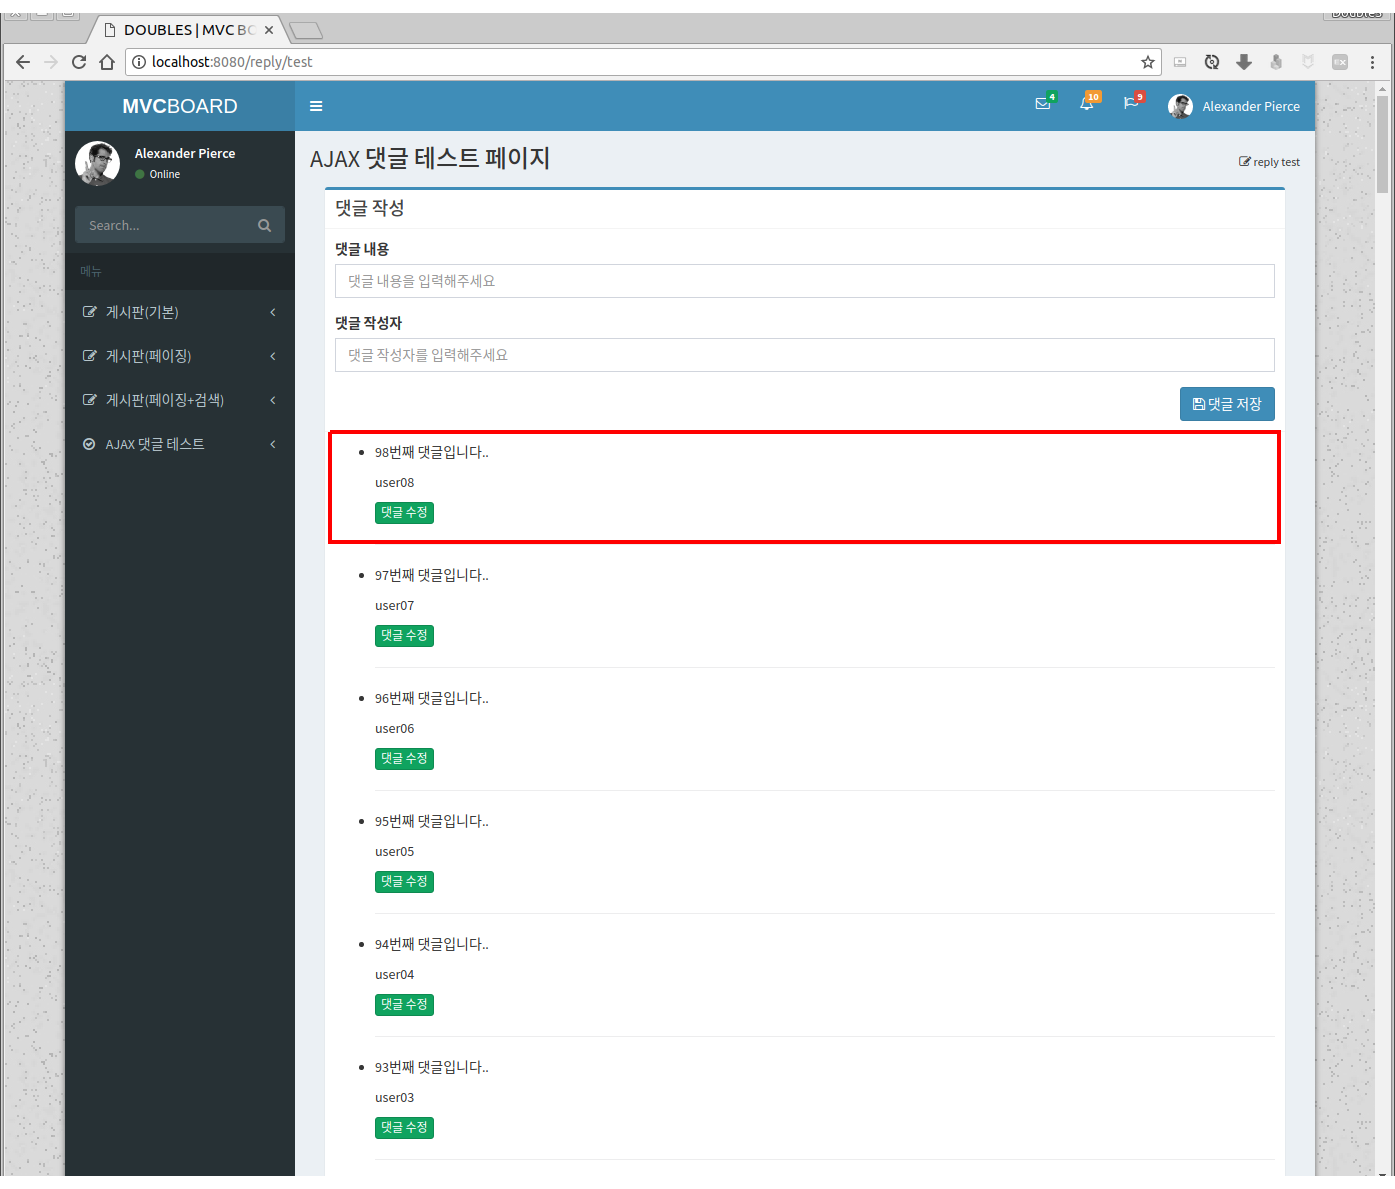 DOUBLES | MVC BC
localhost:8080/reply/test
MVCBOARD
4
10
9
Alexander Pierce
Alexander Pierce
Online
Search...
메뉴
게시판(기본)
게시판(페이징)
게시판(페이징+검색)
AJAX 댓글 테스트
AJAX 댓글 테스트 페이지
reply test
댓글 작성
댓글 내용
댓글 내용을 입력해주세요
댓글 작성자
댓글 작성자를 입력해주세요
댓글 저장
98번째 댓글입니다..
user08
댓글 수정
97번째 댓글입니다..
user07
댓글 수정
96번째 댓글입니다..
user06
댓글 수정
95번째 댓글입니다..
user05
댓글 수정
94번째 댓글입니다..
user04
댓글 수정
93번째 댓글입니다..
user03
댓글 수정